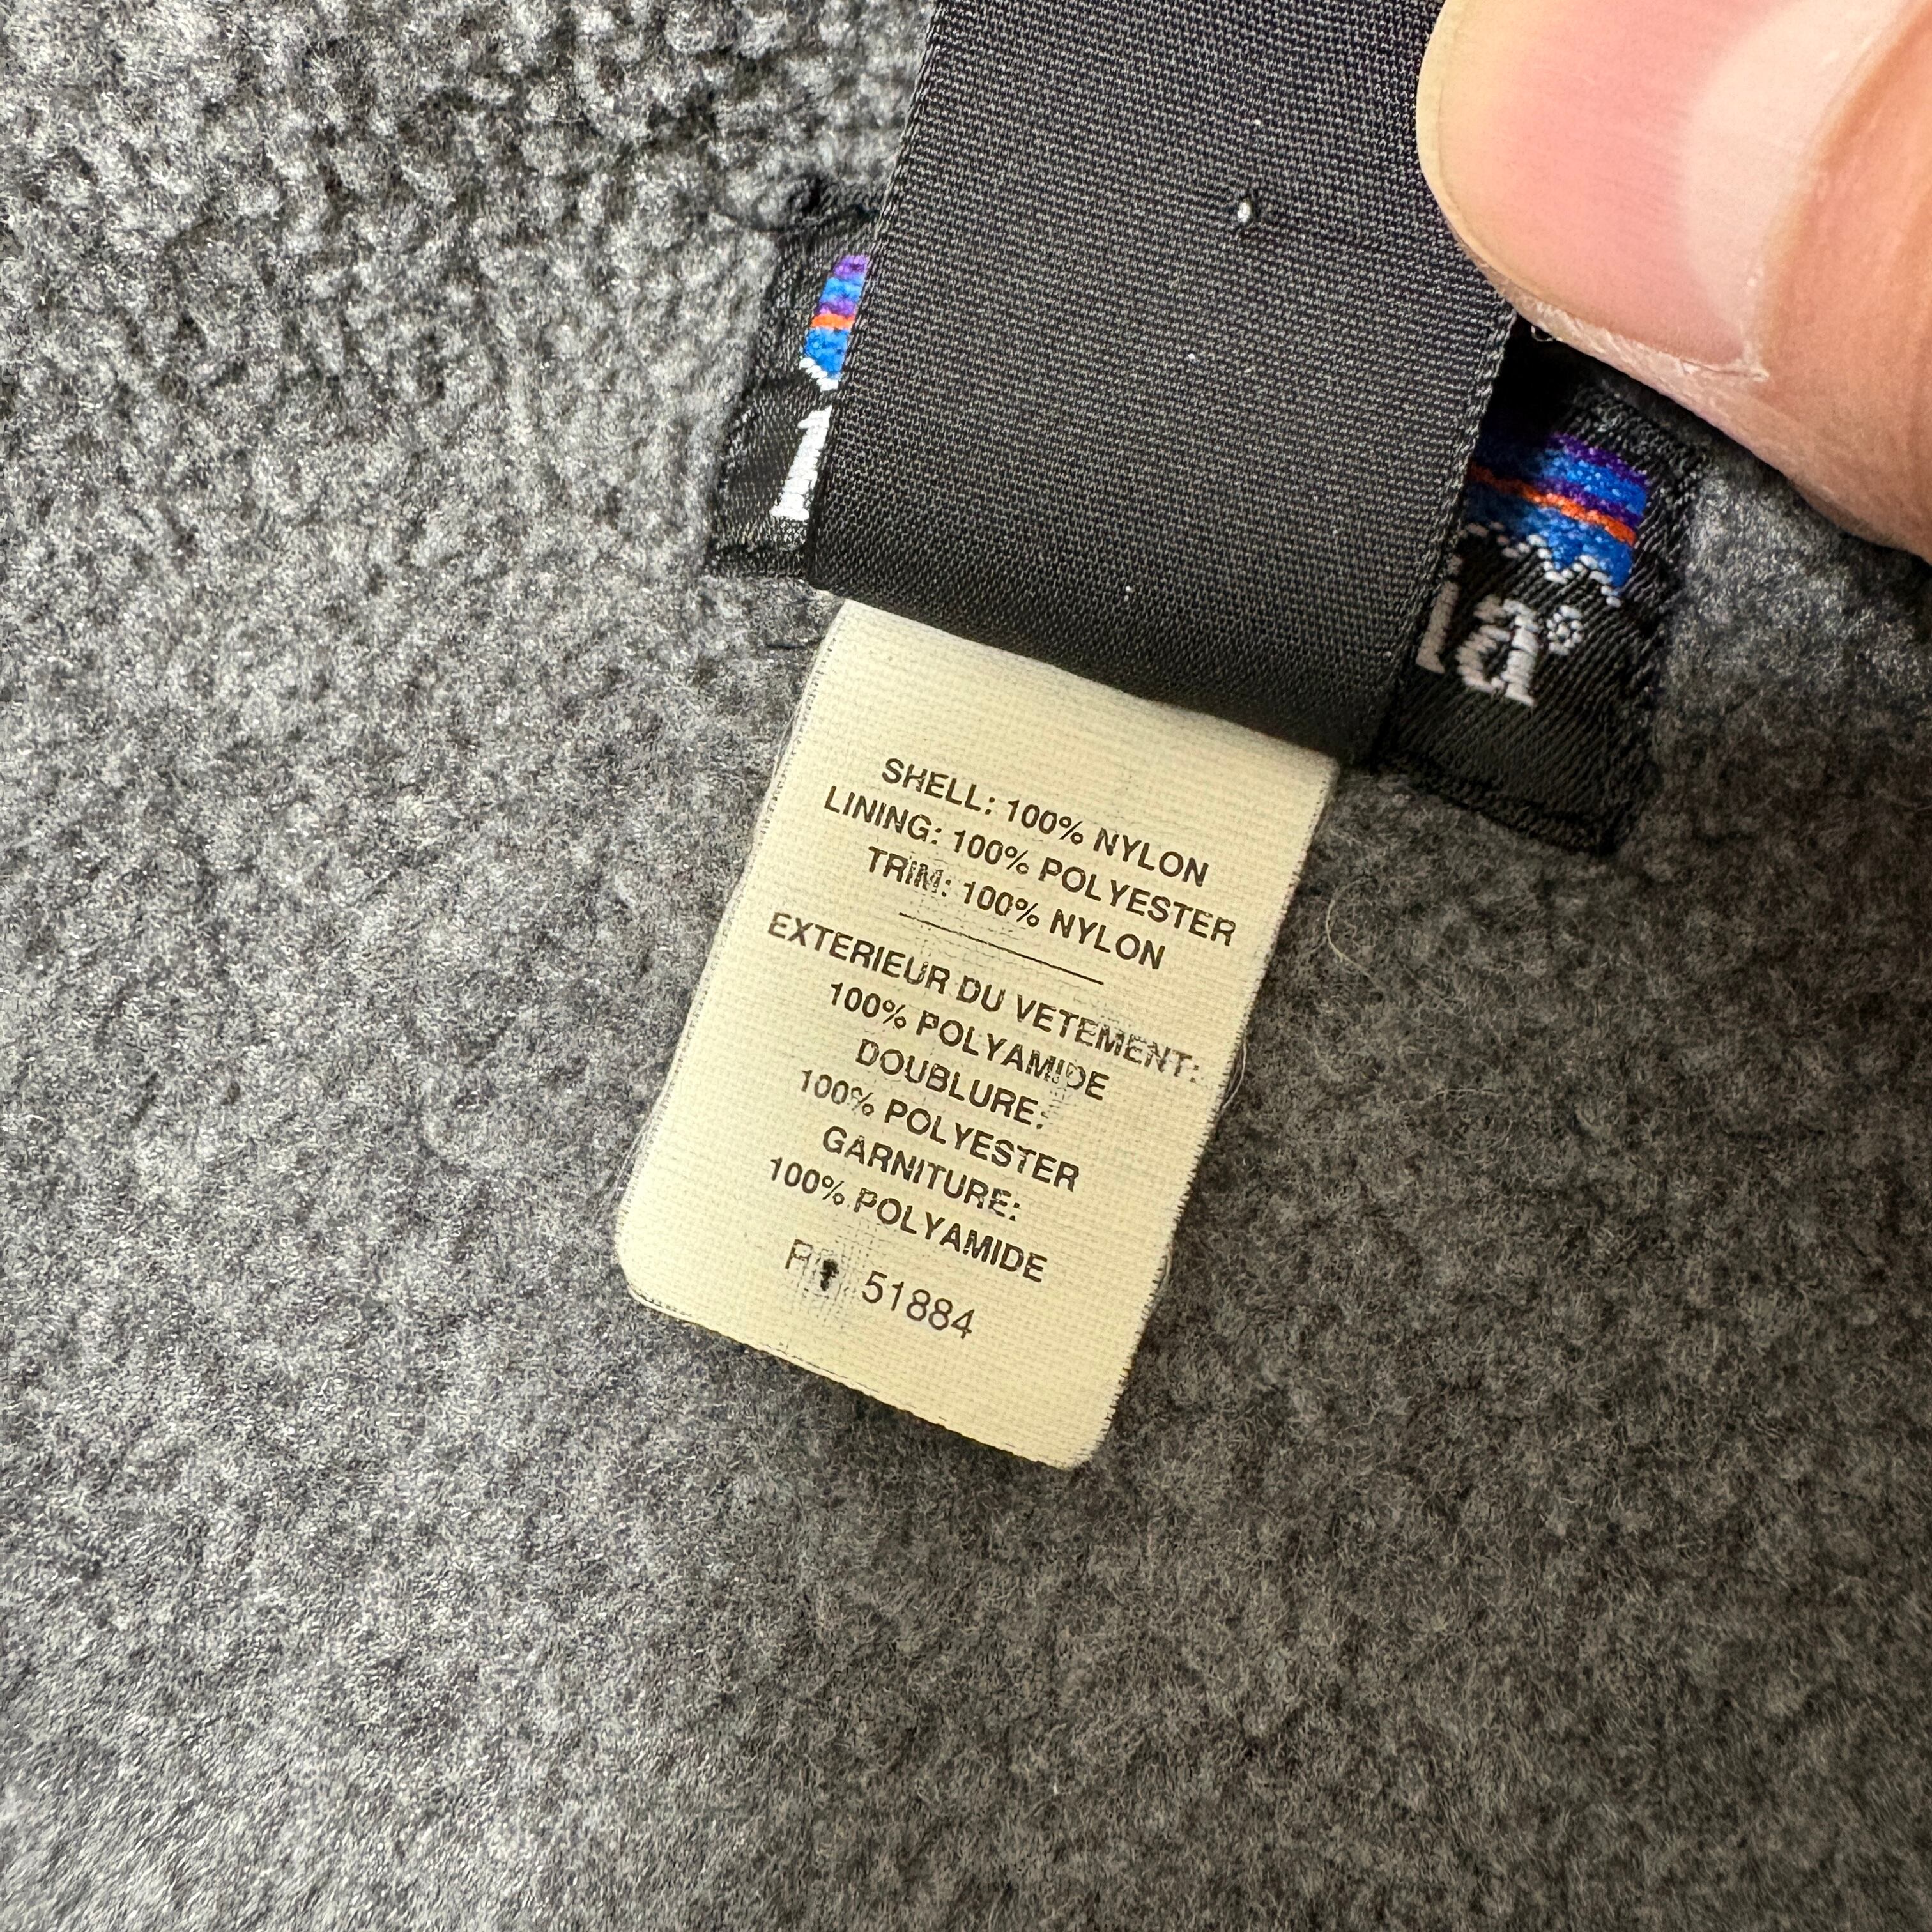 la®
SHELL: 100% NYLON
LINING: 100% POLYESTER
TRIM: 100% NYLON
EXTERIEUR DU VETEMENT:
100% POLYAMIDE
DOUBLURE:
100% POLYESTER
GARNITURE:
100% POLYAMIDE
51884